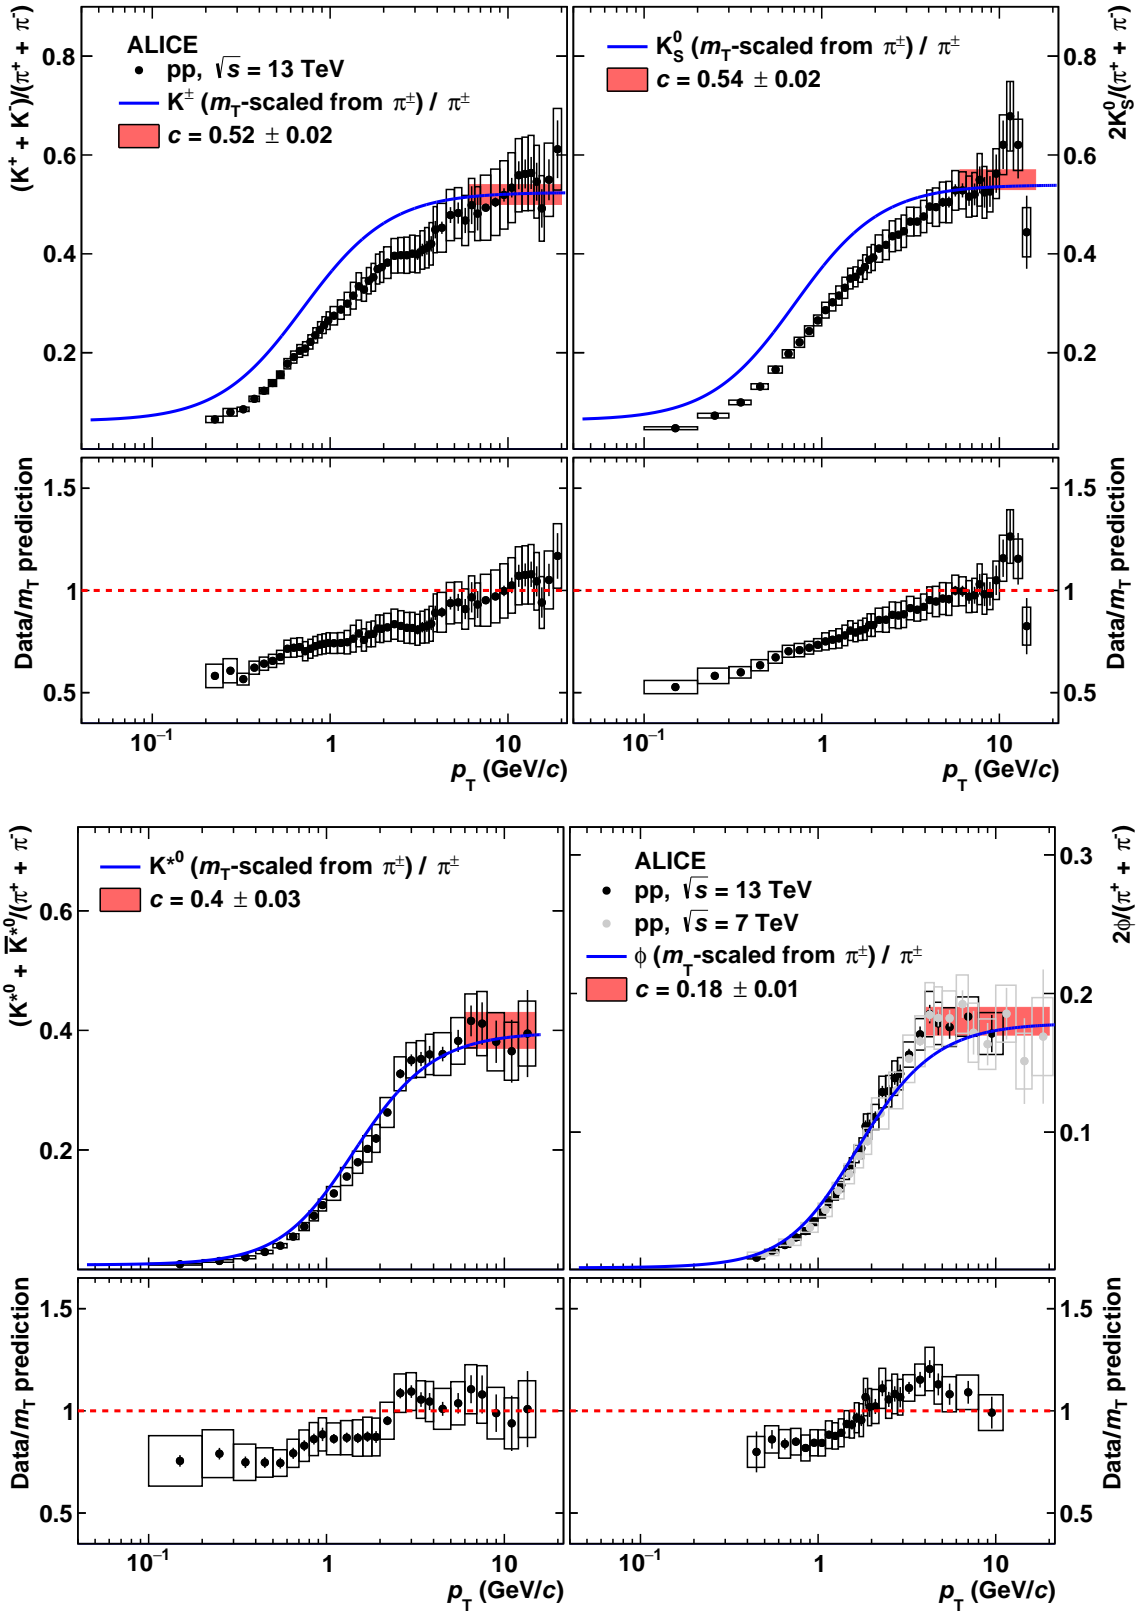 ALICE
pp, √s = 13 TeV
K± (mT-scaled from π±) / π±
c = 0.52 ± 0.02
(K⁺ + K⁻)/(π⁺ + π⁻)
0.8
0.6
0.4
0.2
K⁰S (mT-scaled from π±) / π±
c = 0.54 ± 0.02
2K⁰S/(π⁺ + π⁻)
0.8
0.6
0.4
0.2
Data/mT prediction
1.5
1
0.5
10⁻¹ 1 10
pT (GeV/c)
Data/mT prediction
1.5
1
0.5
10⁻¹ 1 10
pT (GeV/c)
K*⁰ (mT-scaled from π±) / π±
c = 0.4 ± 0.03
(K*⁰ + K̅*⁰/(π⁺ + π⁻)
0.6
0.4
0.2
ALICE
pp, √s = 13 TeV
pp, √s = 7 TeV
ϕ (mT-scaled from π±) / π±
c = 0.18 ± 0.01
2ϕ/(π⁺ + π⁻)
0.3
0.2
0.1
Data/mT prediction
1.5
1
0.5
10⁻¹ 1 10
pT (GeV/c)
Data/mT prediction
1.5
1
0.5
10⁻¹ 1 10
pT (GeV/c)